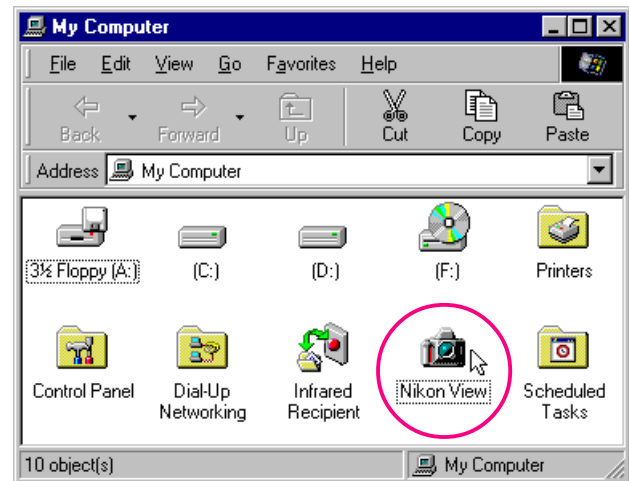 My Computer
File Edit View Go Favorites Help
Back Forward Up Cut Copy Paste
Address My Computer
3½ Floppy (A:) (C:) (D:) (F:) Printers
Control Panel Dial-Up Networking Infrared Recipient Nikon View Scheduled Tasks
10 object(s) My Computer